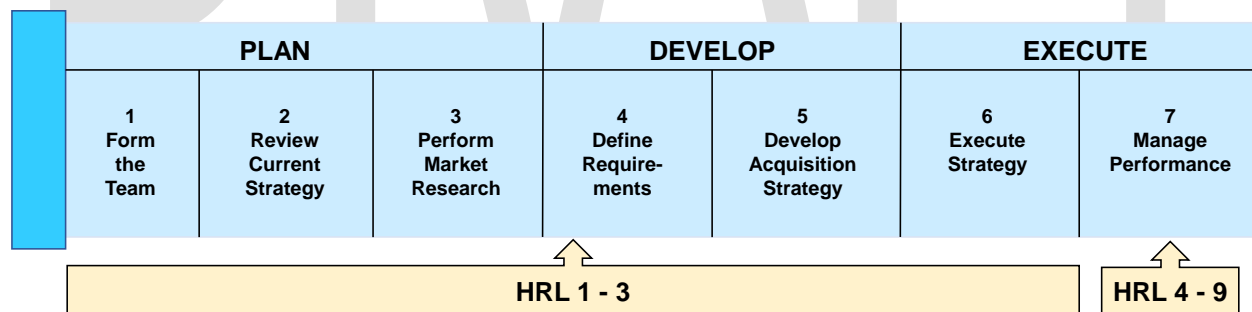 PLAN DEVELOP EXECUTE
1 2 3 4 5 6 7
Form Review Perform Define Develop Execute Manage
the Current Market Require- Acquisition Strategy Performance
Team Strategy Research ments Strategy
HRL 1 - 3 HRL 4 - 9